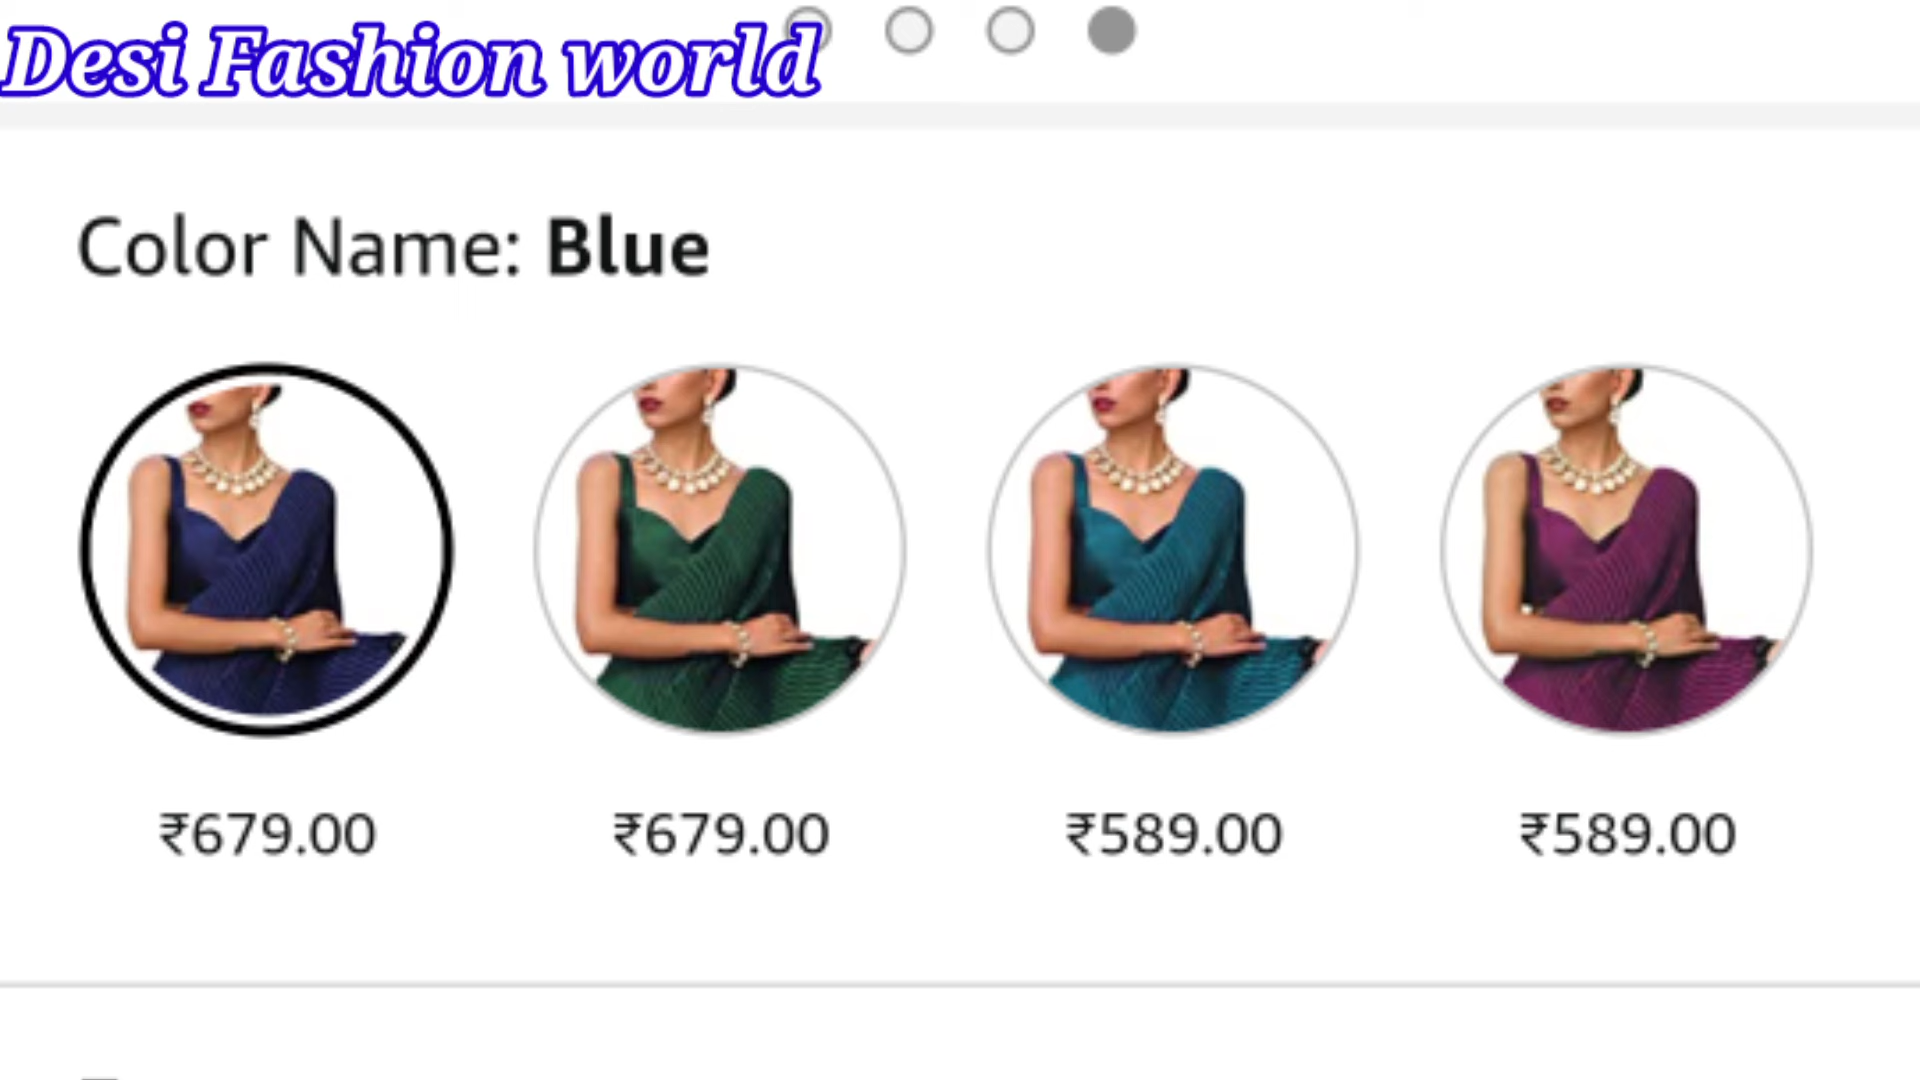 Desi Fashion world
Color Name: Blue
₹679.00 ₹679.00 ₹589.00 ₹589.00